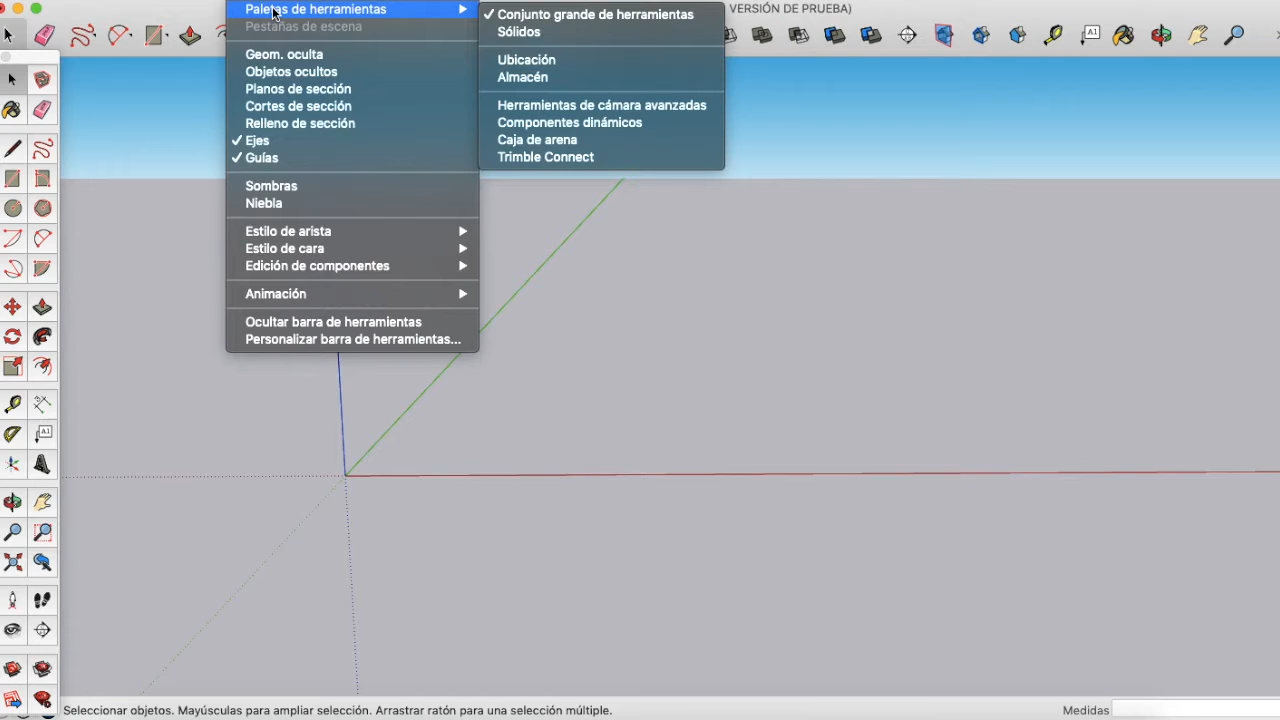 VERSIÓN DE PRUEBA)
Paletas de herramientas
Pestañas de escena
Geom. oculta
Objetos ocultos
Planos de sección
Cortes de sección
Relleno de sección
Ejes
Guías
Sombras
Niebla
Estilo de arista
Estilo de cara
Edición de componentes
Animación
Ocultar barra de herramientas
Personalizar barra de herramientas...
Conjunto grande de herramientas
Sólidos
Ubicación
Almacén
Herramientas de cámara avanzadas
Componentes dinámicos
Caja de arena
Trimble Connect
A1
A1
Seleccionar objetos. Mayúsculas para ampliar selección. Arrastrar ratón para una selección múltiple.
Medidas